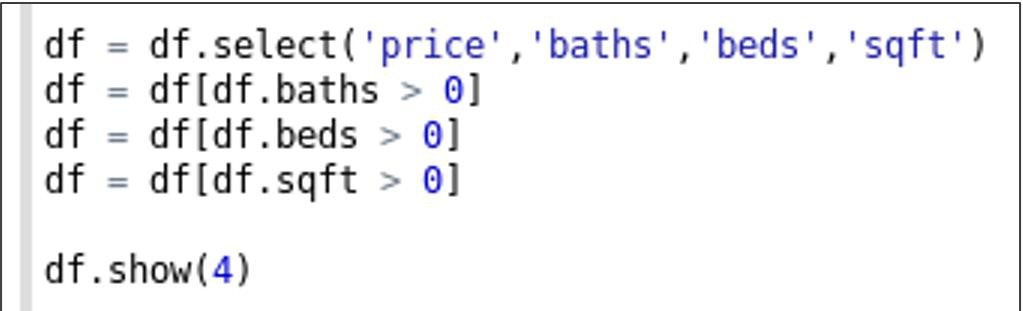 df = df.select('price','baths','beds','sqft')
df = df[df.baths > 0]
df = df[df.beds > 0]
df = df[df.sqft > 0]
df.show(4)